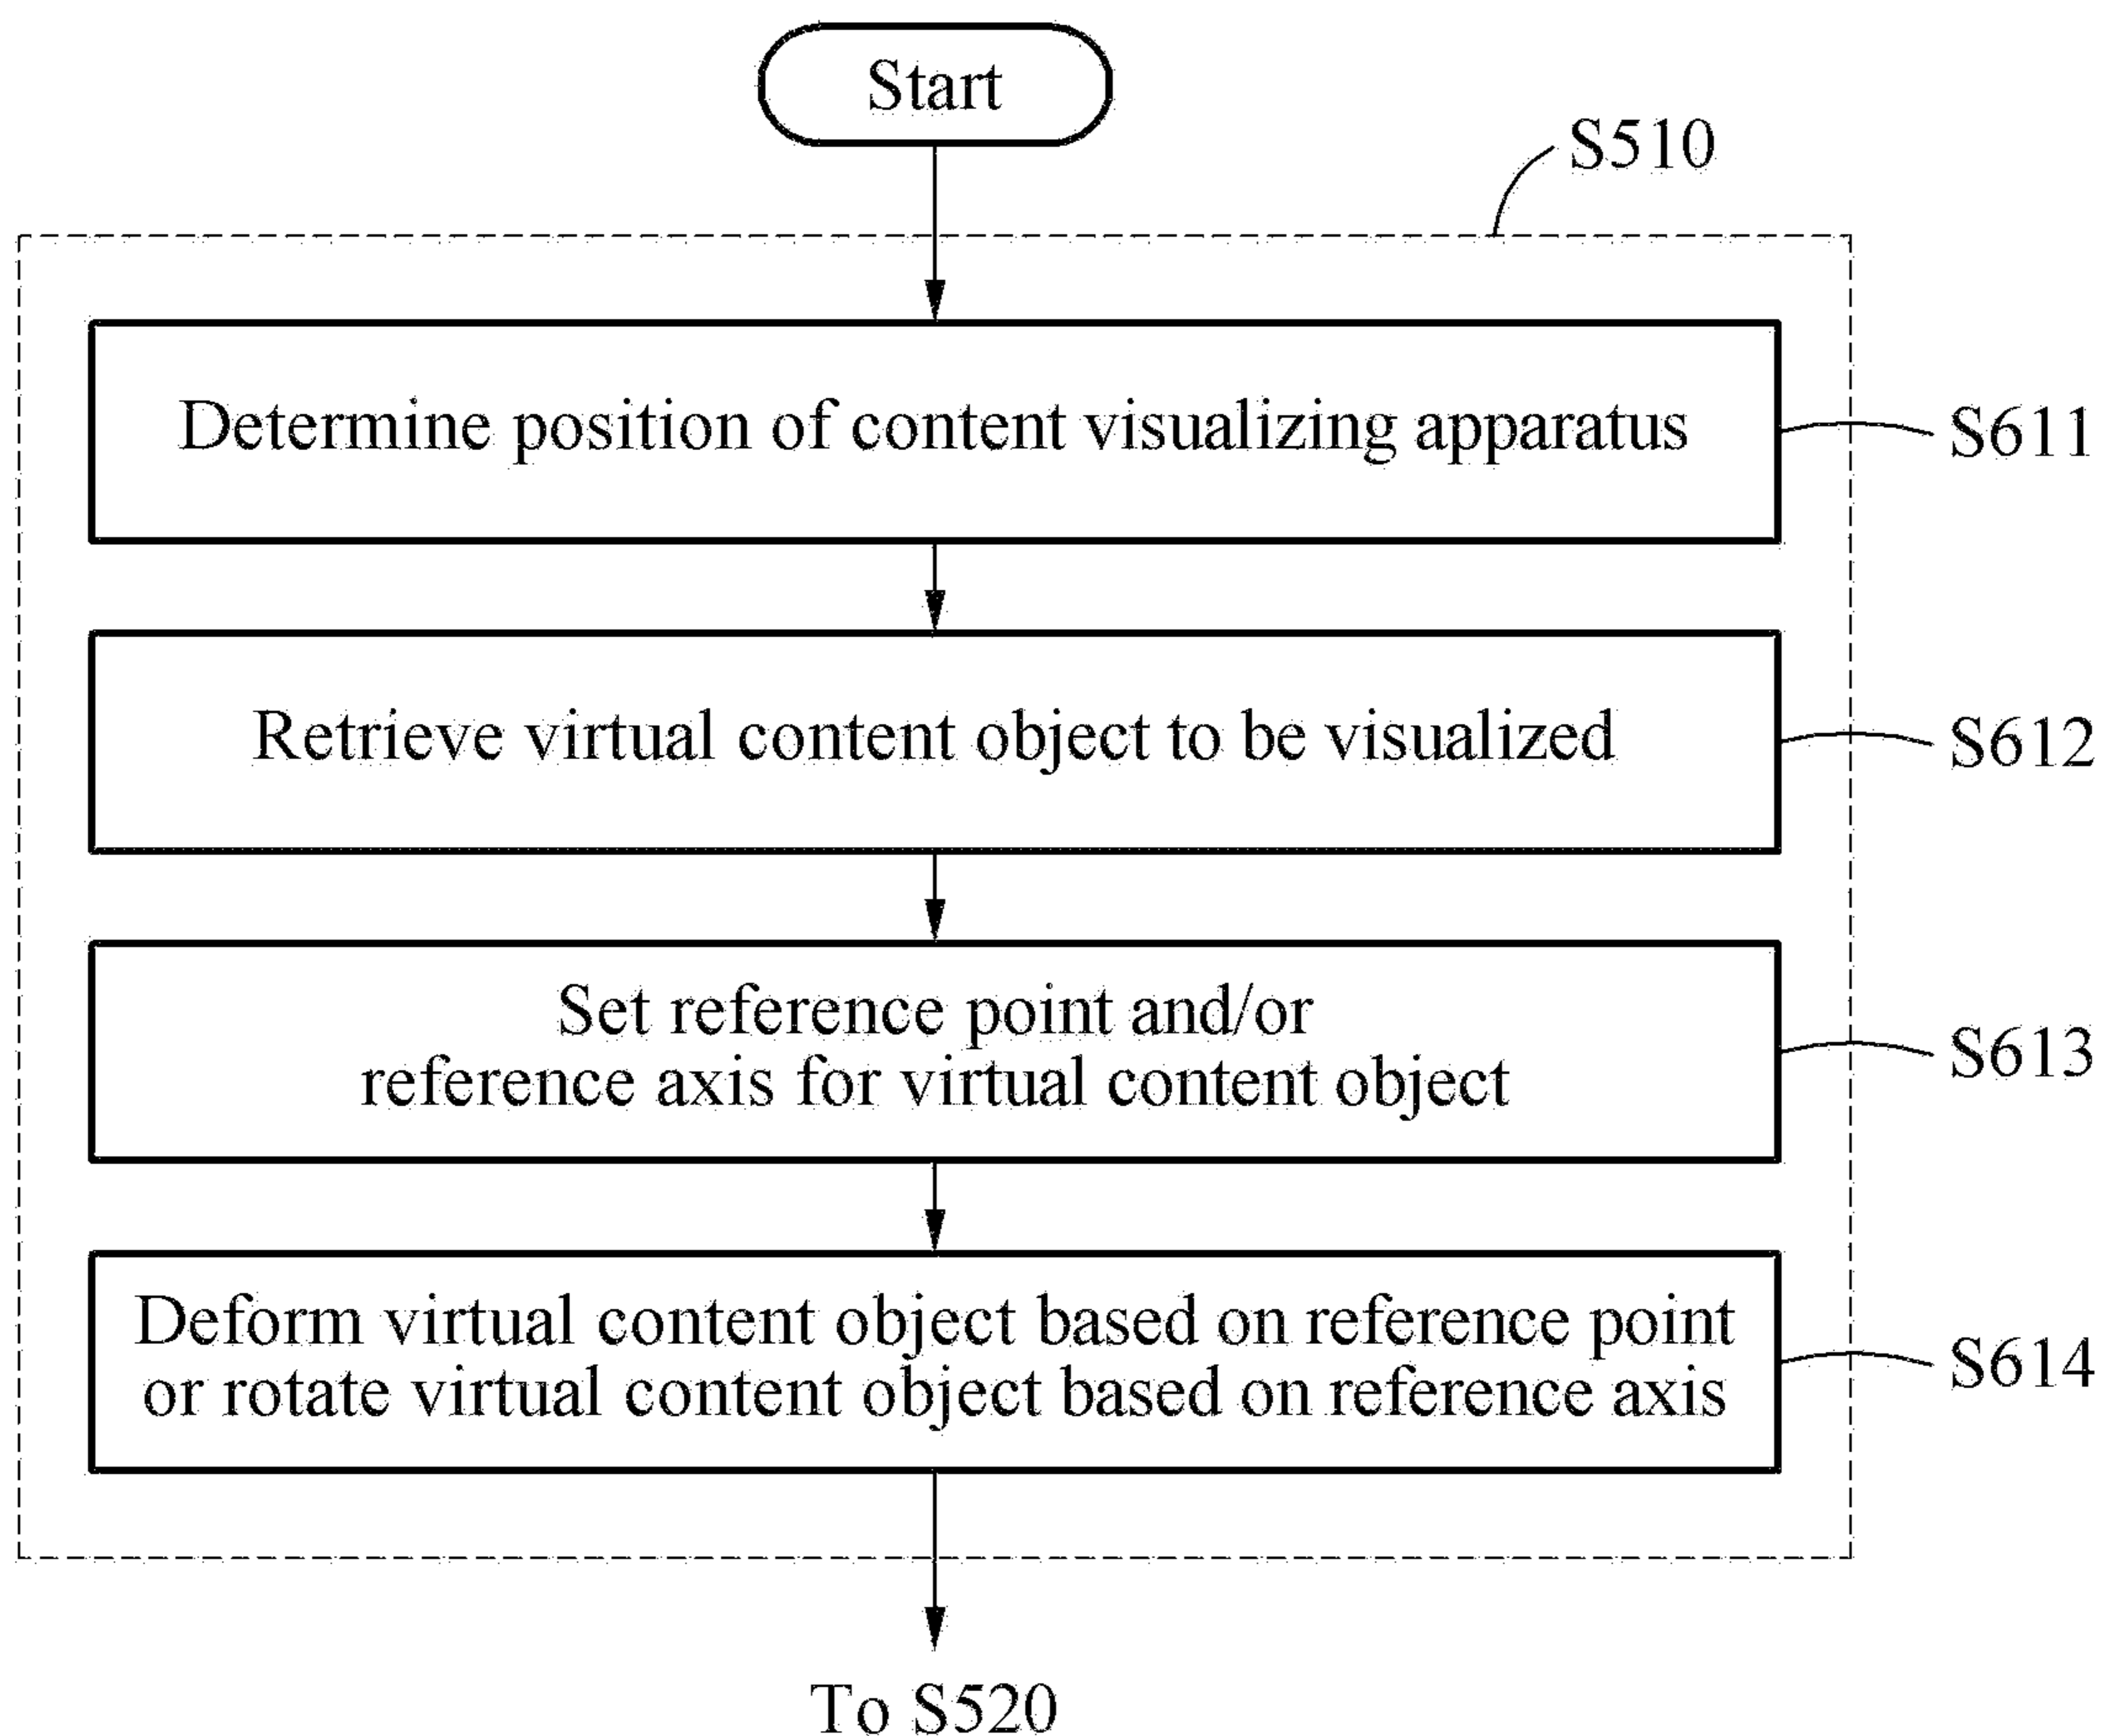 Start
S510
Determine position of content visualizing apparatus
S611
Retrieve virtual content object to be visualized
S612
Set reference point and/or
reference axis for virtual content object
S613
Deform virtual content object based on reference point
or rotate virtual content object based on reference axis
S614
To S520